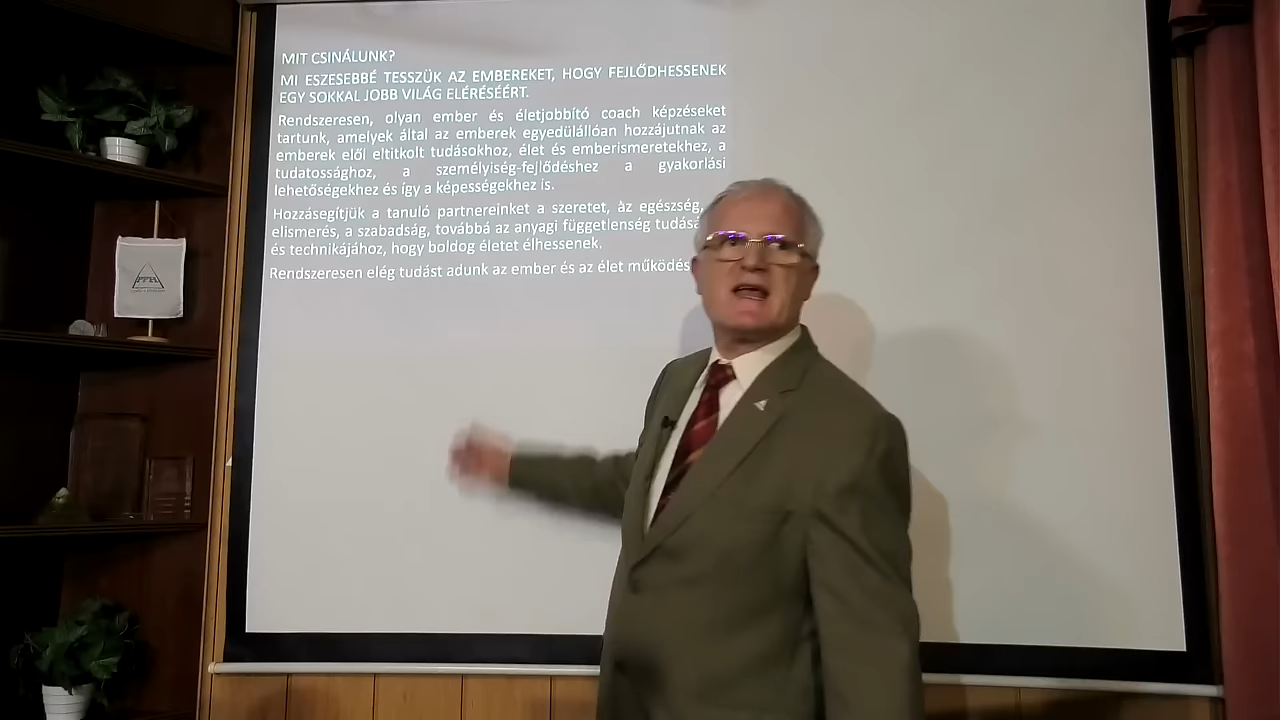 MIT CSINÁLUNK?
MI ESZESEBBÉ TESSZÜK AZ EMBEREKET, HOGY FEJLŐDHESSENEK
EGY SOKKAL JOBB VILÁG ELÉRÉSÉÉRT.
Rendszeresen, olyan ember és életjobbító coach képzéseket
tartunk, amelyek által az emberek egyedülállóan hozzájutnak az
emberek elől eltitkolt tudásokhoz, élet és emberismeretekhez, a
tudatossághoz, a személyiség-fejlődéshez a gyakorlási
lehetőségekhez és így a képességekhez is.
Hozzásegítjük a tanuló partnereinket a szeretet, az egészség,
elismerés, a szabadság, továbbá az anyagi függetlenség
és technikájához, hogy boldog életet élhessenek.
Rendszeresen elég tudást adunk az ember és az élet